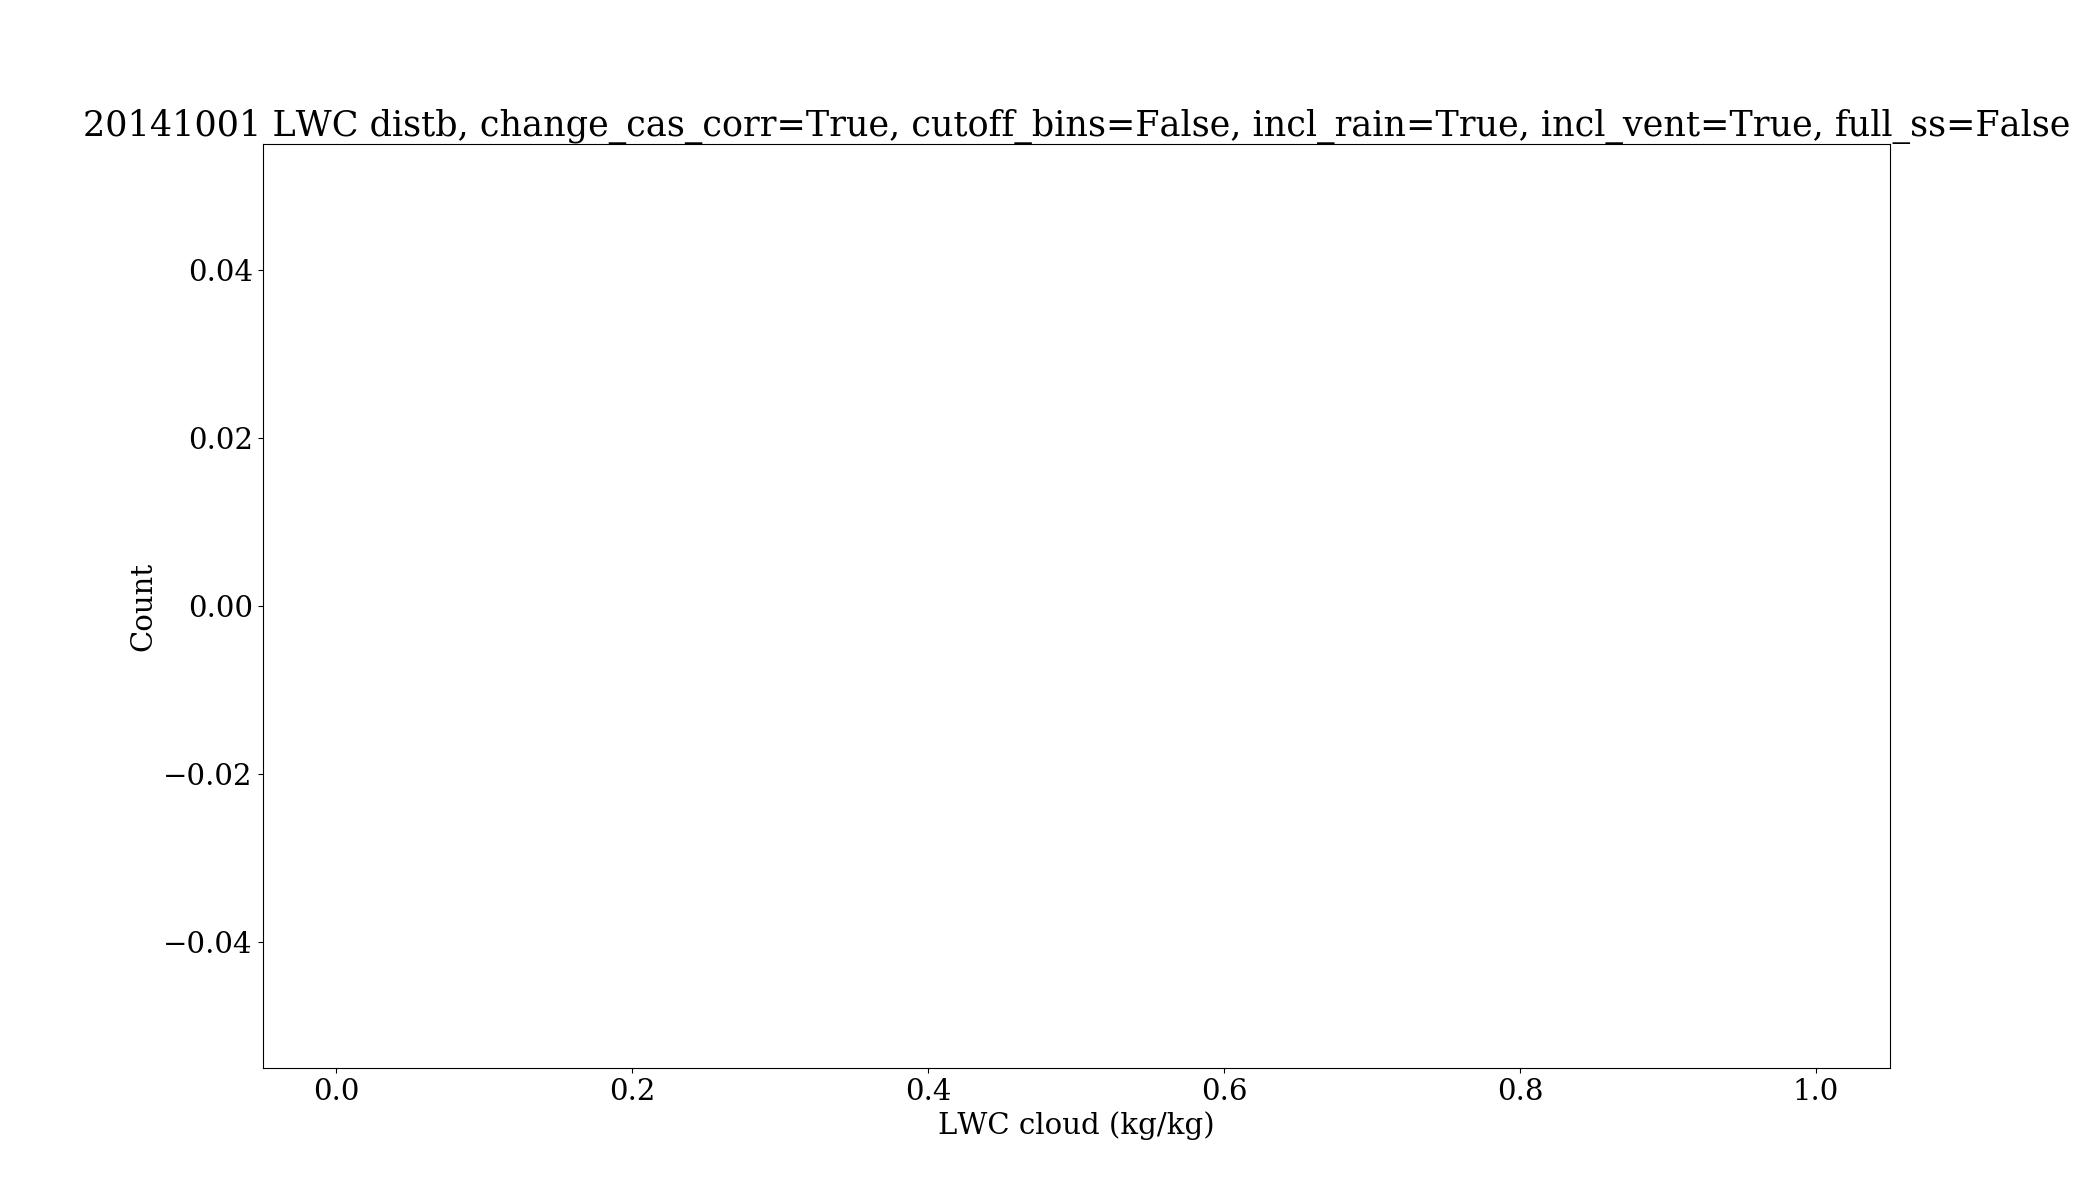 20141001 LWC distb, change_cas_corr=True, cutoff_bins=False, incl_rain=True, incl_vent=True, full_ss=False
0.04
0.02
0.00
−0.02
−0.04
Count
0.0 0.2 0.4 0.6 0.8 1.0
LWC cloud (kg/kg)